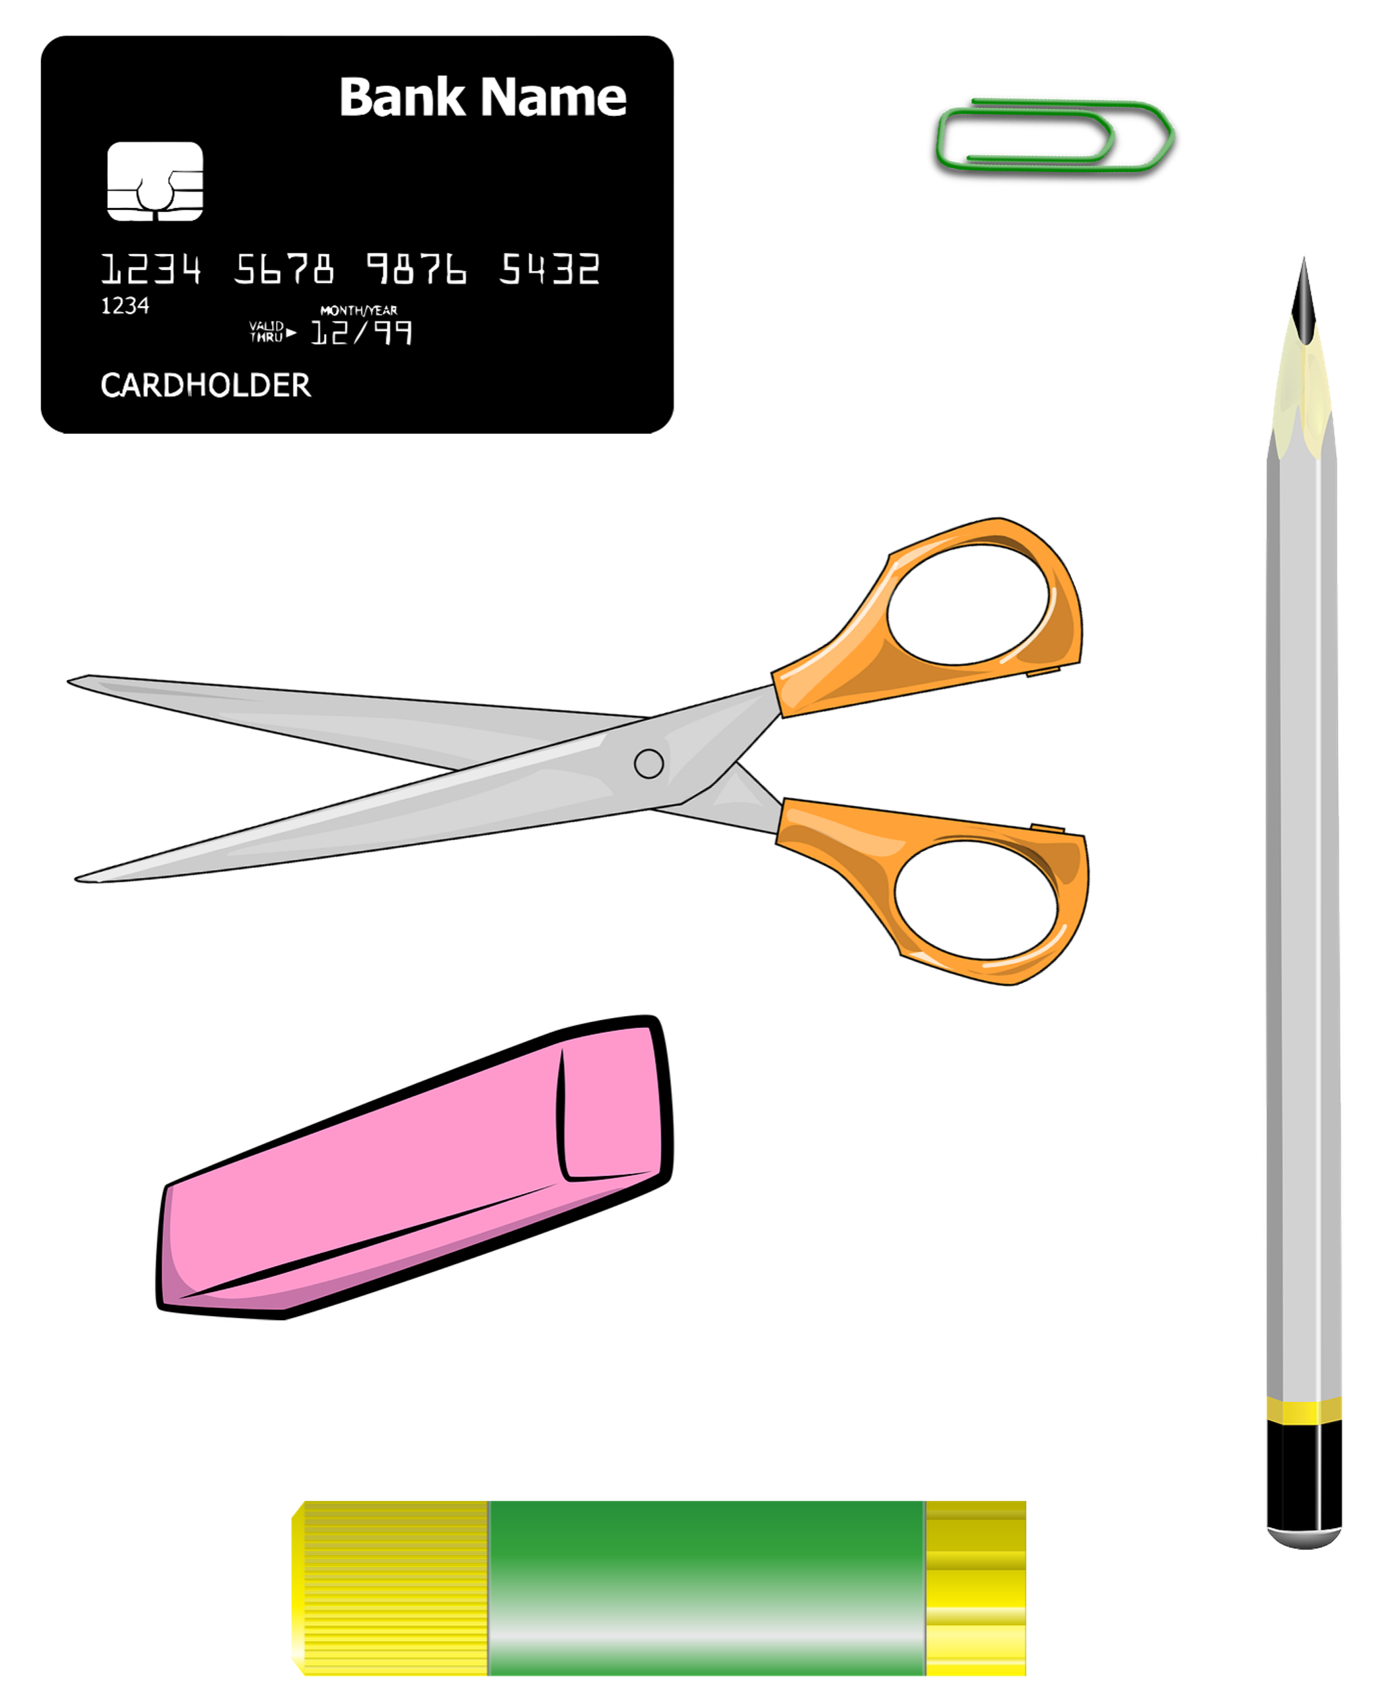 Bank Name
1234 5678 9876 5432
1234
MONTH/YEAR
VALID
THRU 12/99
CARDHOLDER